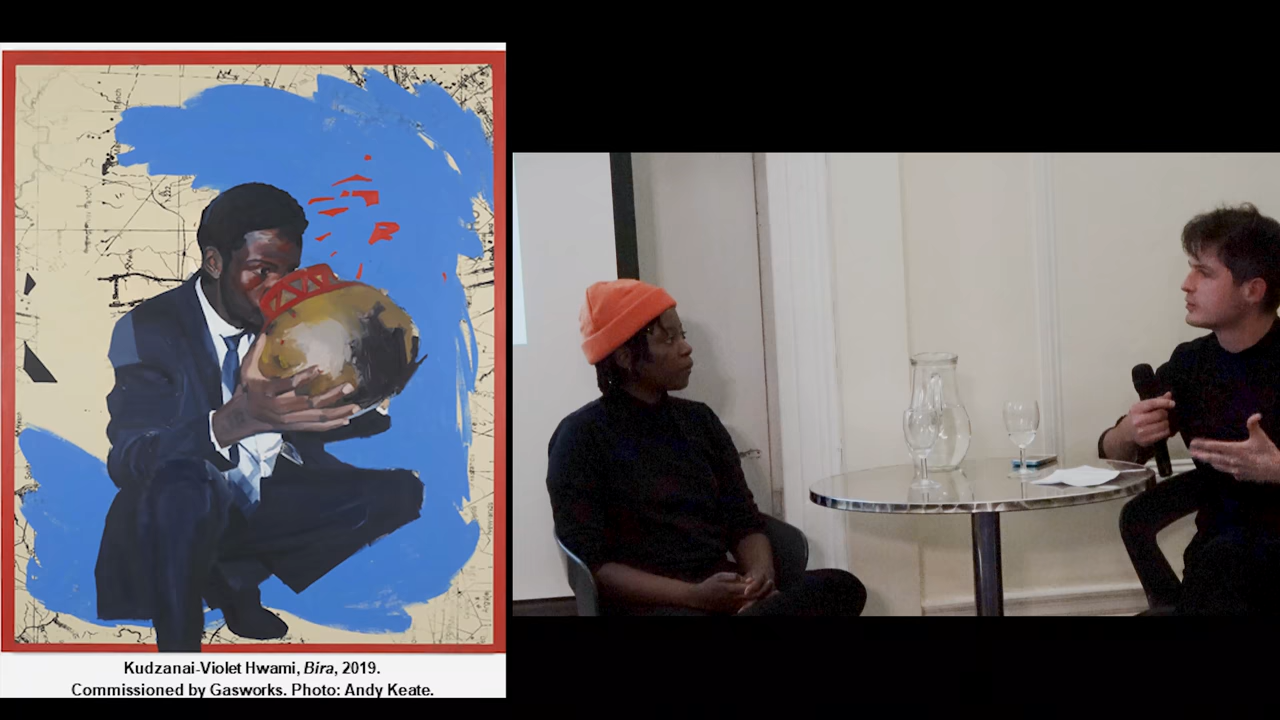 Kudzanai-Violet Hwami, Bira, 2019.
Commissioned by Gasworks. Photo: Andy Keate.